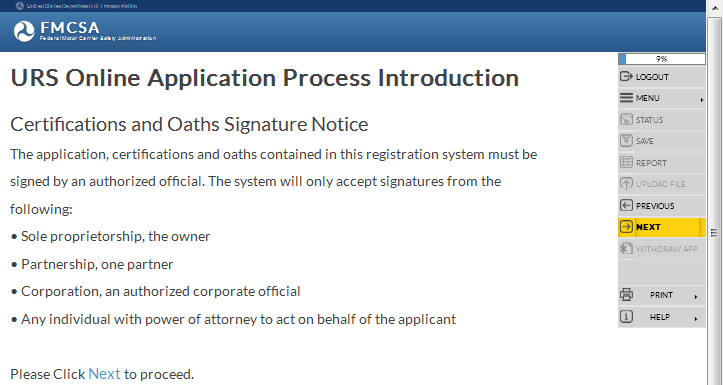 United States Department of Transportation
FMCSA
Federal Motor Carrier Safety Administration
URS Online Application Process Introduction
Certifications and Oaths Signature Notice
The application, certifications and oaths contained in this registration system must be
signed by an authorized official. The system will only accept signatures from the
following:
• Sole proprietorship, the owner
• Partnership, one partner
• Corporation, an authorized corporate official
• Any individual with power of attorney to act on behalf of the applicant
Please Click Next to proceed.
9%
LOGOUT
MENU
STATUS
SAVE
REPORT
UPLOAD FILE
PREVIOUS
NEXT
WITHDRAW APP
PRINT
HELP